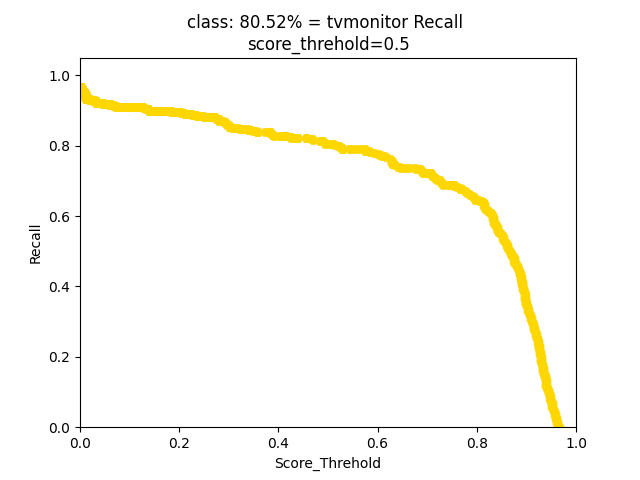 class: 80.52% = tvmonitor Recall
score_threhold=0.5
1.0
0.8
0.6
0.4
0.2
0.0
Recall
0.0 0.2 0.4 0.6 0.8 1.0
Score_Threhold